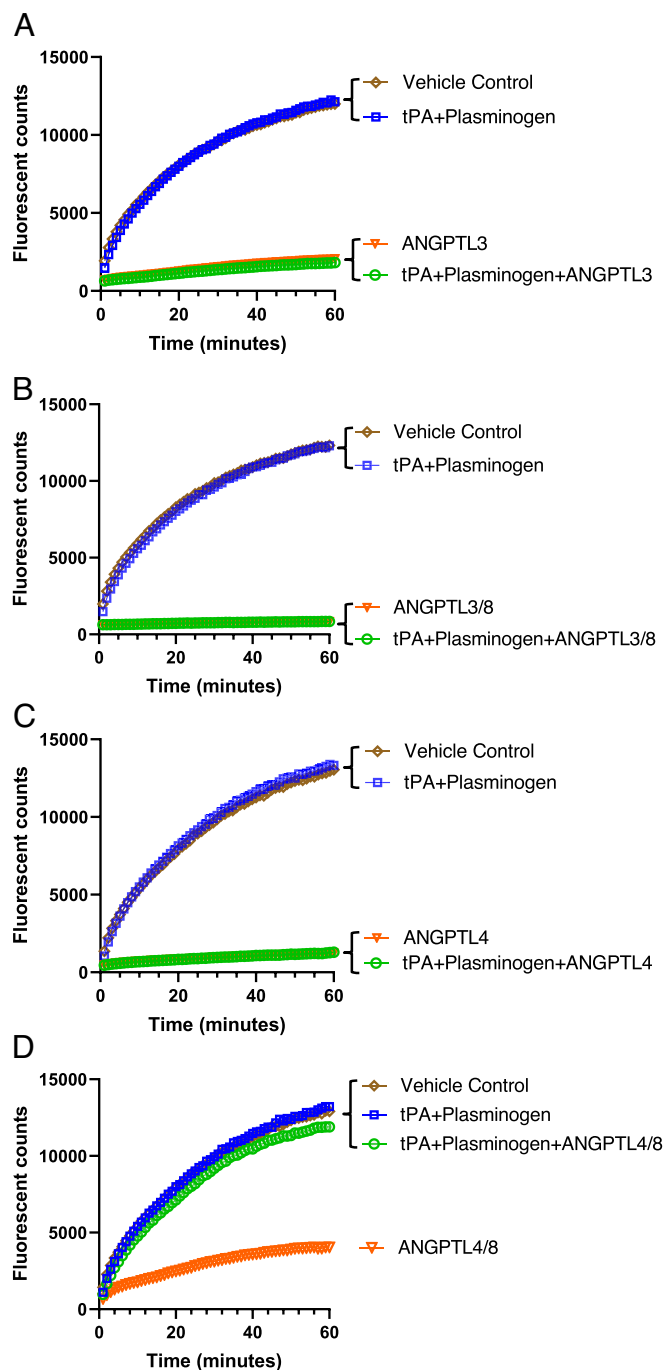 A
15000
10000
5000
0
Fluorescent counts
0 20 40 60
Time (minutes)
Vehicle Control
tPA+Plasminogen
ANGPTL3
tPA+Plasminogen+ANGPTL3
B
15000
10000
5000
0
Fluorescent counts
0 20 40 60
Time (minutes)
Vehicle Control
tPA+Plasminogen
ANGPTL3/8
tPA+Plasminogen+ANGPTL3/8
C
15000
10000
5000
0
Fluorescent counts
0 20 40 60
Time (minutes)
Vehicle Control
tPA+Plasminogen
ANGPTL4
tPA+Plasminogen+ANGPTL4
D
15000
10000
5000
0
Fluorescent counts
0 20 40 60
Time (minutes)
Vehicle Control
tPA+Plasminogen
tPA+Plasminogen+ANGPTL4/8
ANGPTL4/8